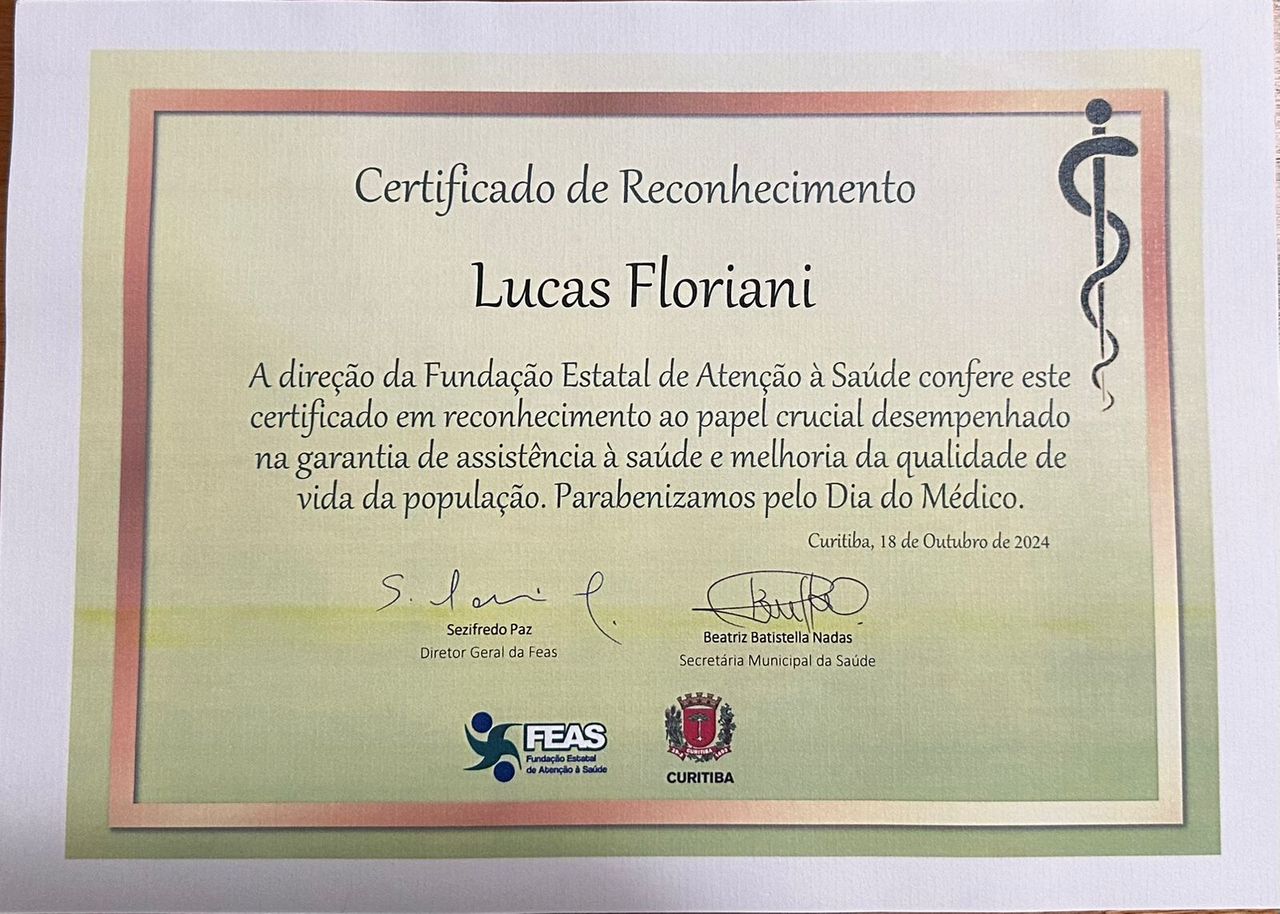 Certificado de Reconhecimento
Lucas Floriani
A direção da Fundação Estatal de Atenção à Saúde confere este
certificado em reconhecimento ao papel crucial desempenhado
na garantia de assistência à saúde e melhoria da qualidade de
vida da população. Parabenizamos pelo Dia do Médico.
Curitiba, 18 de Outubro de 2024
Sezifredo Paz
Diretor Geral da Feas
Beatriz Batistella Nadas
Secretária Municipal da Saúde
FEAS
Fundação Estatal
de Atenção à Saúde
CURITIBA
CURITIBA